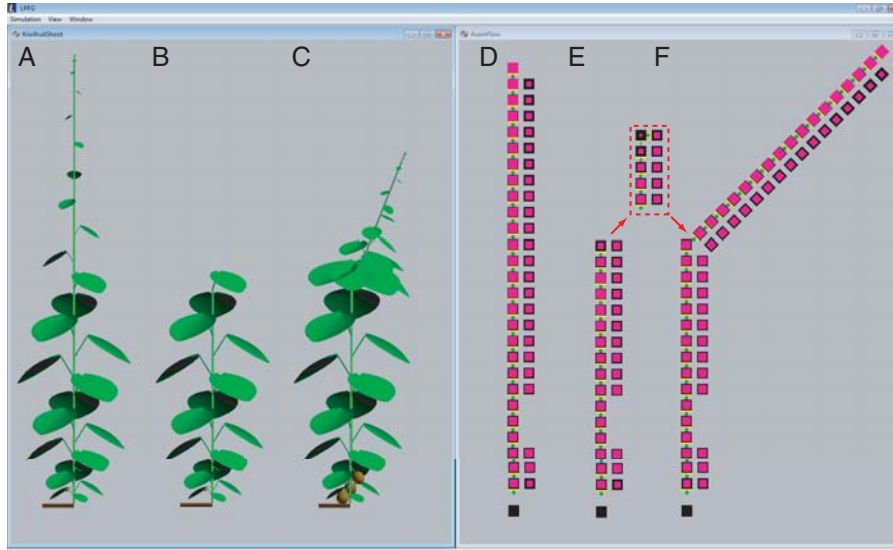 LPFG
Simulation View Window
KiwifruitShoot
AuxinFlow
A B C D E F